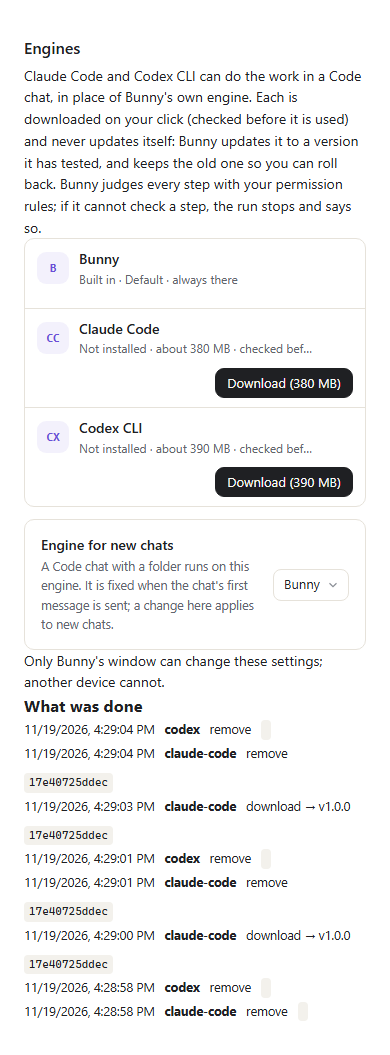 Engines
Claude Code and Codex CLI can do the work in a Code
chat, in place of Bunny's own engine. Each is
downloaded on your click (checked before it is used)
and never updates itself: Bunny updates it to a version
it has tested, and keeps the old one so you can roll
back. Bunny judges every step with your permission
rules; if it cannot check a step, the run stops and says
so.
B
Bunny
Built in · Default · always there
CC
Claude Code
Not installed · about 380 MB · checked bef...
Download (380 MB)
CX
Codex CLI
Not installed · about 390 MB · checked bef...
Download (390 MB)
Engine for new chats
A Code chat with a folder runs on this
engine. It is fixed when the chat's first
message is sent; a change here applies
to new chats.
Bunny
Only Bunny's window can change these settings;
another device cannot.
What was done
11/19/2026, 4:29:04 PM codex remove
11/19/2026, 4:29:04 PM claude-code remove
17e40725ddec
11/19/2026, 4:29:03 PM claude-code download → v1.0.0
17e40725ddec
11/19/2026, 4:29:01 PM codex remove
11/19/2026, 4:29:01 PM claude-code remove
17e40725ddec
11/19/2026, 4:29:00 PM claude-code download → v1.0.0
17e40725ddec
11/19/2026, 4:28:58 PM codex remove
11/19/2026, 4:28:58 PM claude-code remove